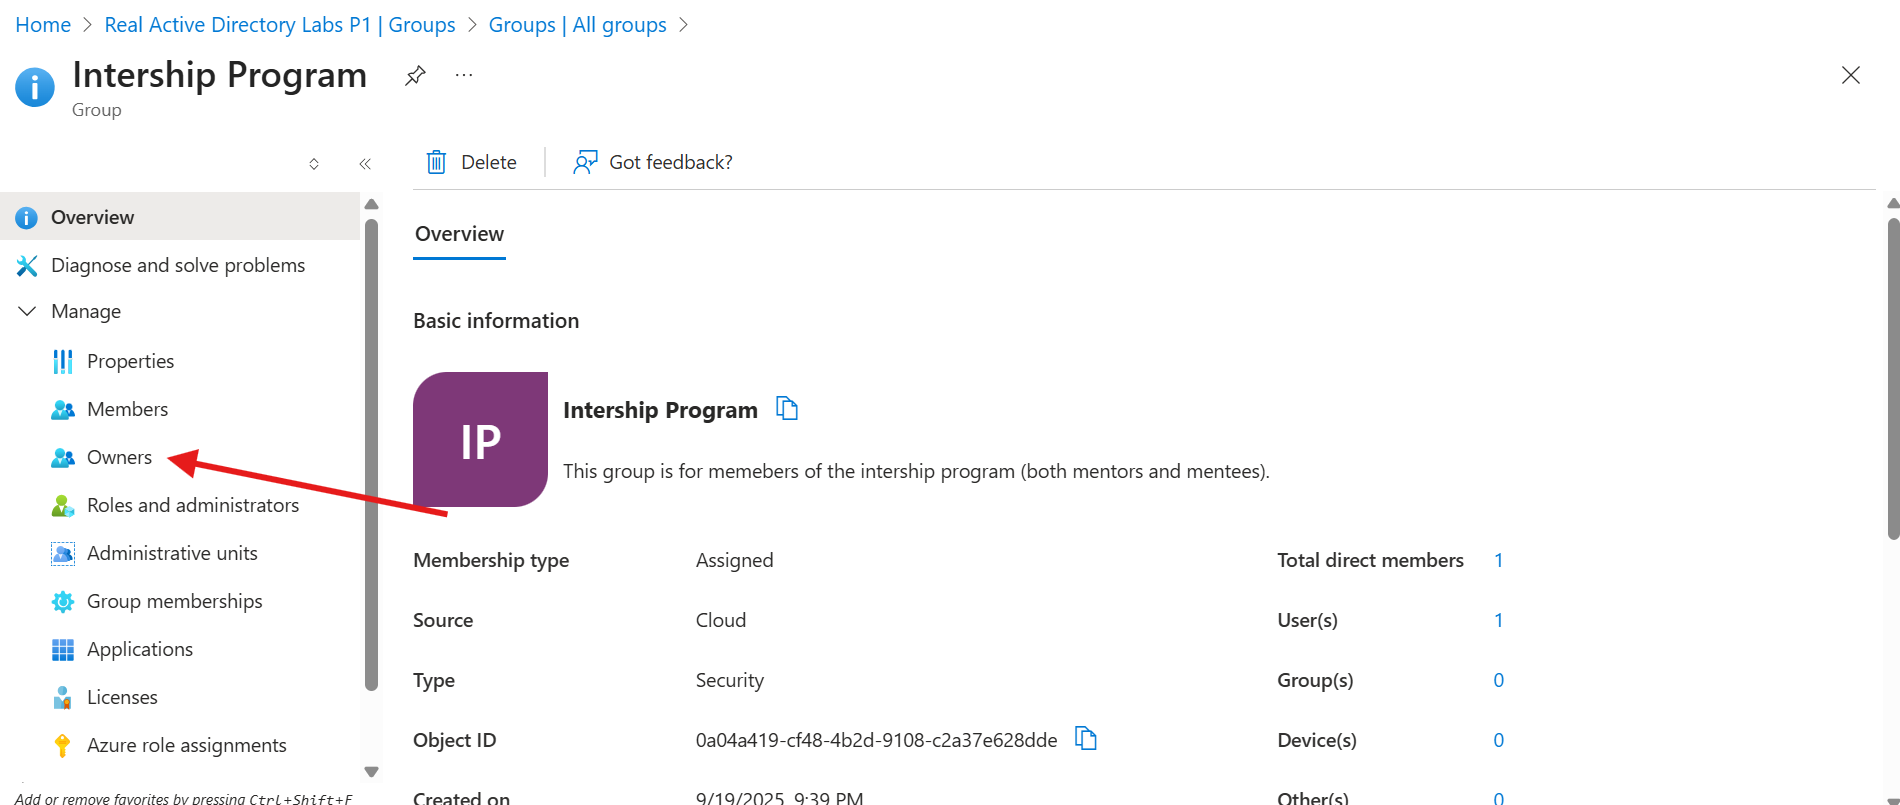 Home > Real Active Directory Labs P1 | Groups > Groups | All groups >
Intership Program
Group
Delete
Got feedback?
Overview
Diagnose and solve problems
Manage
Properties
Members
Owners
Roles and administrators
Administrative units
Group memberships
Applications
Licenses
Azure role assignments
Add or remove favorites by pressing Ctrl+Shift+F
Overview
Basic information
IP
Intership Program
This group is for memebers of the intership program (both mentors and mentees).
Membership type Assigned
Source Cloud
Type Security
Object ID 0a04a419-cf48-4b2d-9108-c2a37e628dde
Created on 9/19/2025, 9:39 PM
Total direct members 1
User(s) 1
Group(s) 0
Device(s) 0
Other(s) 0